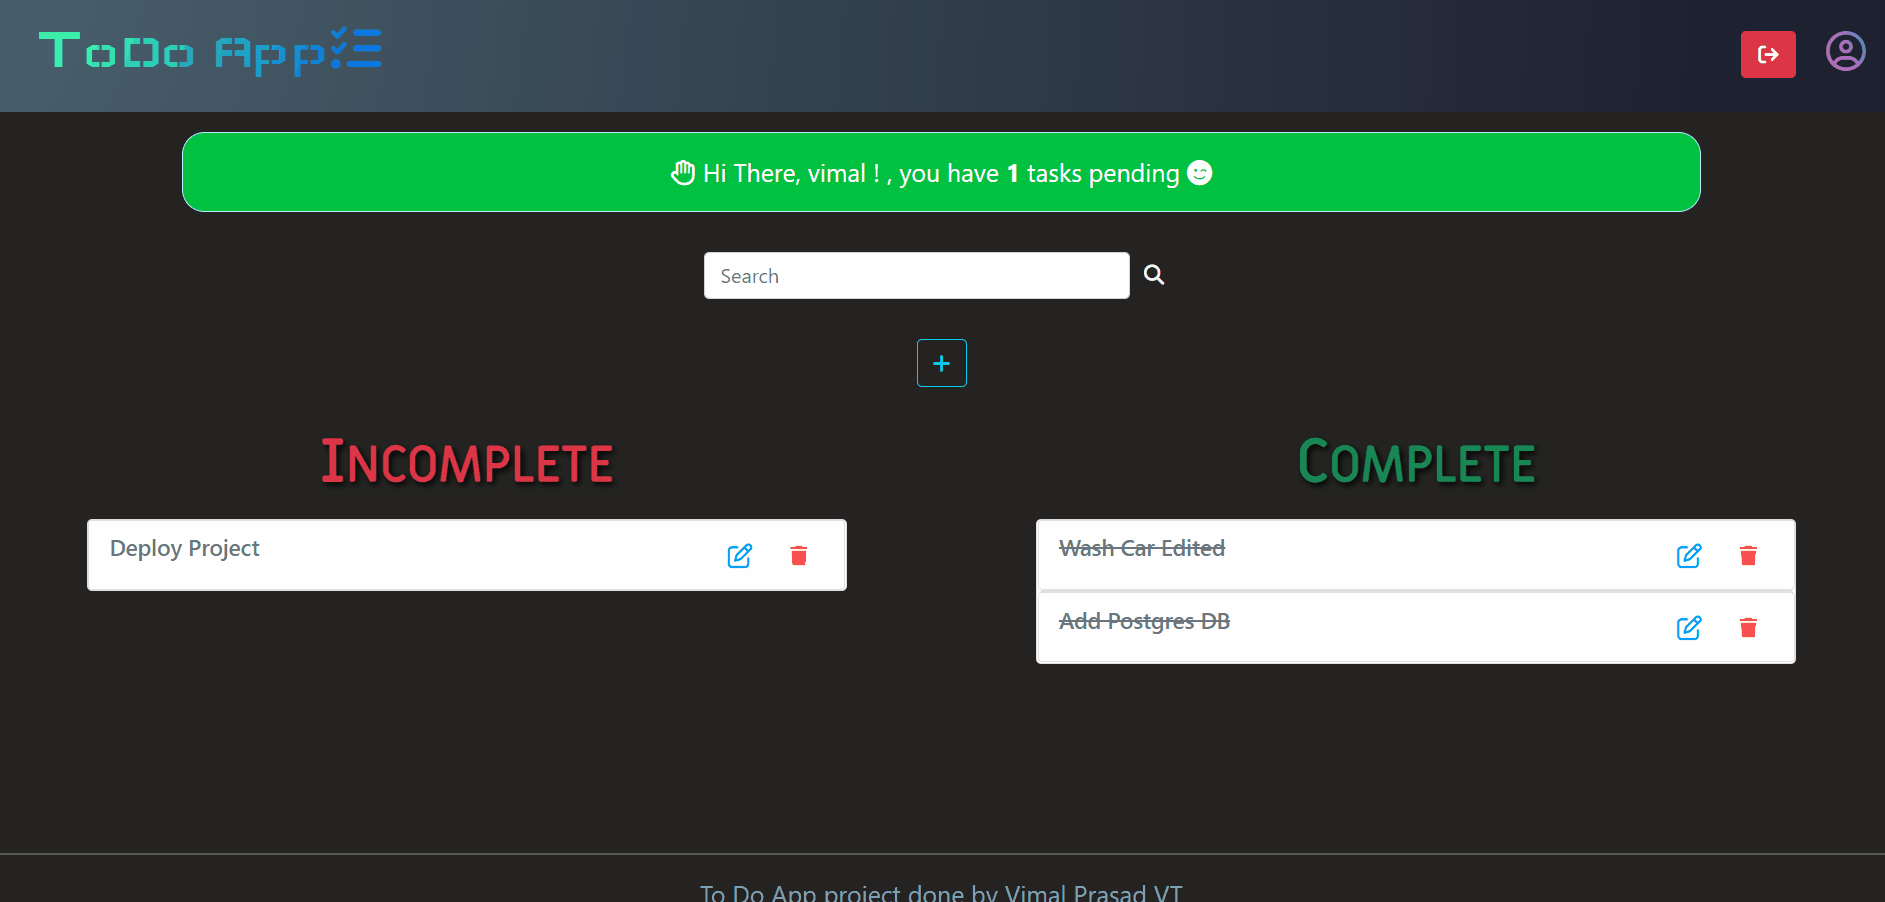 ToDo App
Hi There, vimal ! , you have 1 tasks pending
Search
Incomplete
Complete
Deploy Project
Wash Car Edited
Add Postgres DB
To Do App project done by Vimal Prasad VT